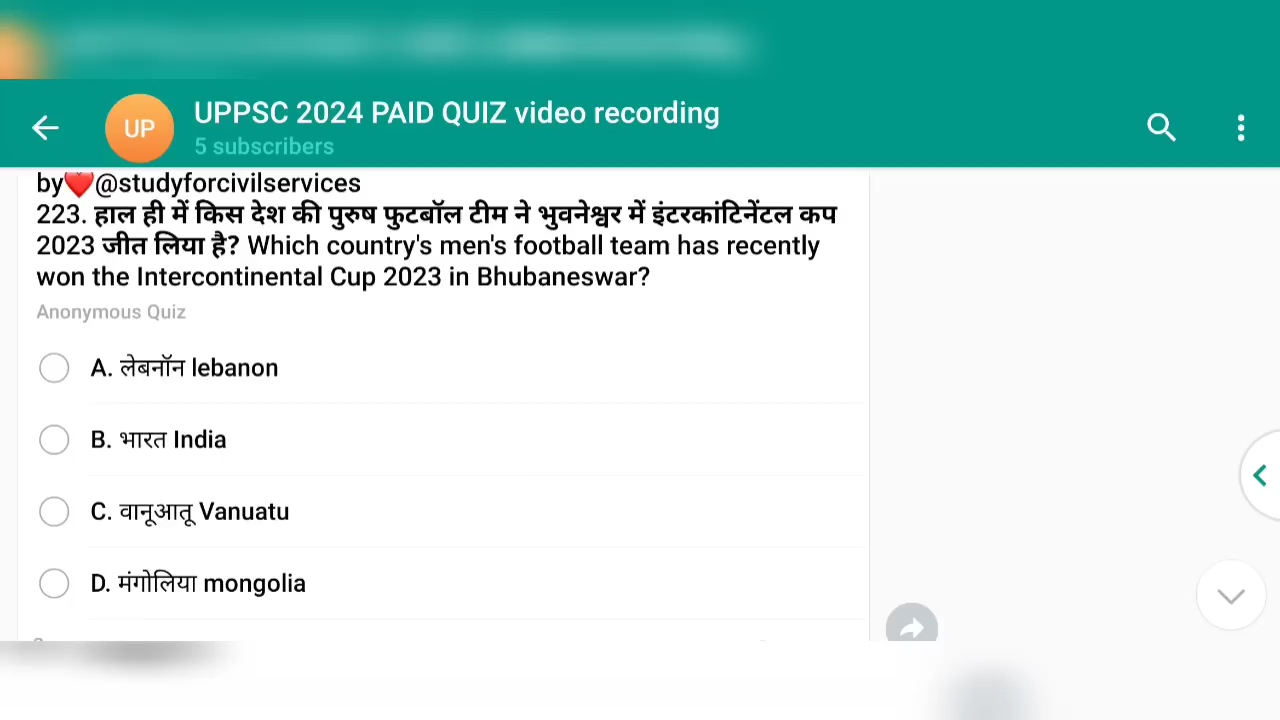 UP
UPPSC 2024 PAID QUIZ video recording
5 subscribers
by❤️@studyforcivilservices
223. हाल ही में किस देश की पुरुष फुटबॉल टीम ने भुवनेश्वर में इंटरकांटिनेंटल कप
2023 जीत लिया है? Which country's men's football team has recently
won the Intercontinental Cup 2023 in Bhubaneswar?
Anonymous Quiz
A. लेबनॉन lebanon
B. भारत India
C. वानूआतू Vanuatu
D. मंगोलिया mongolia